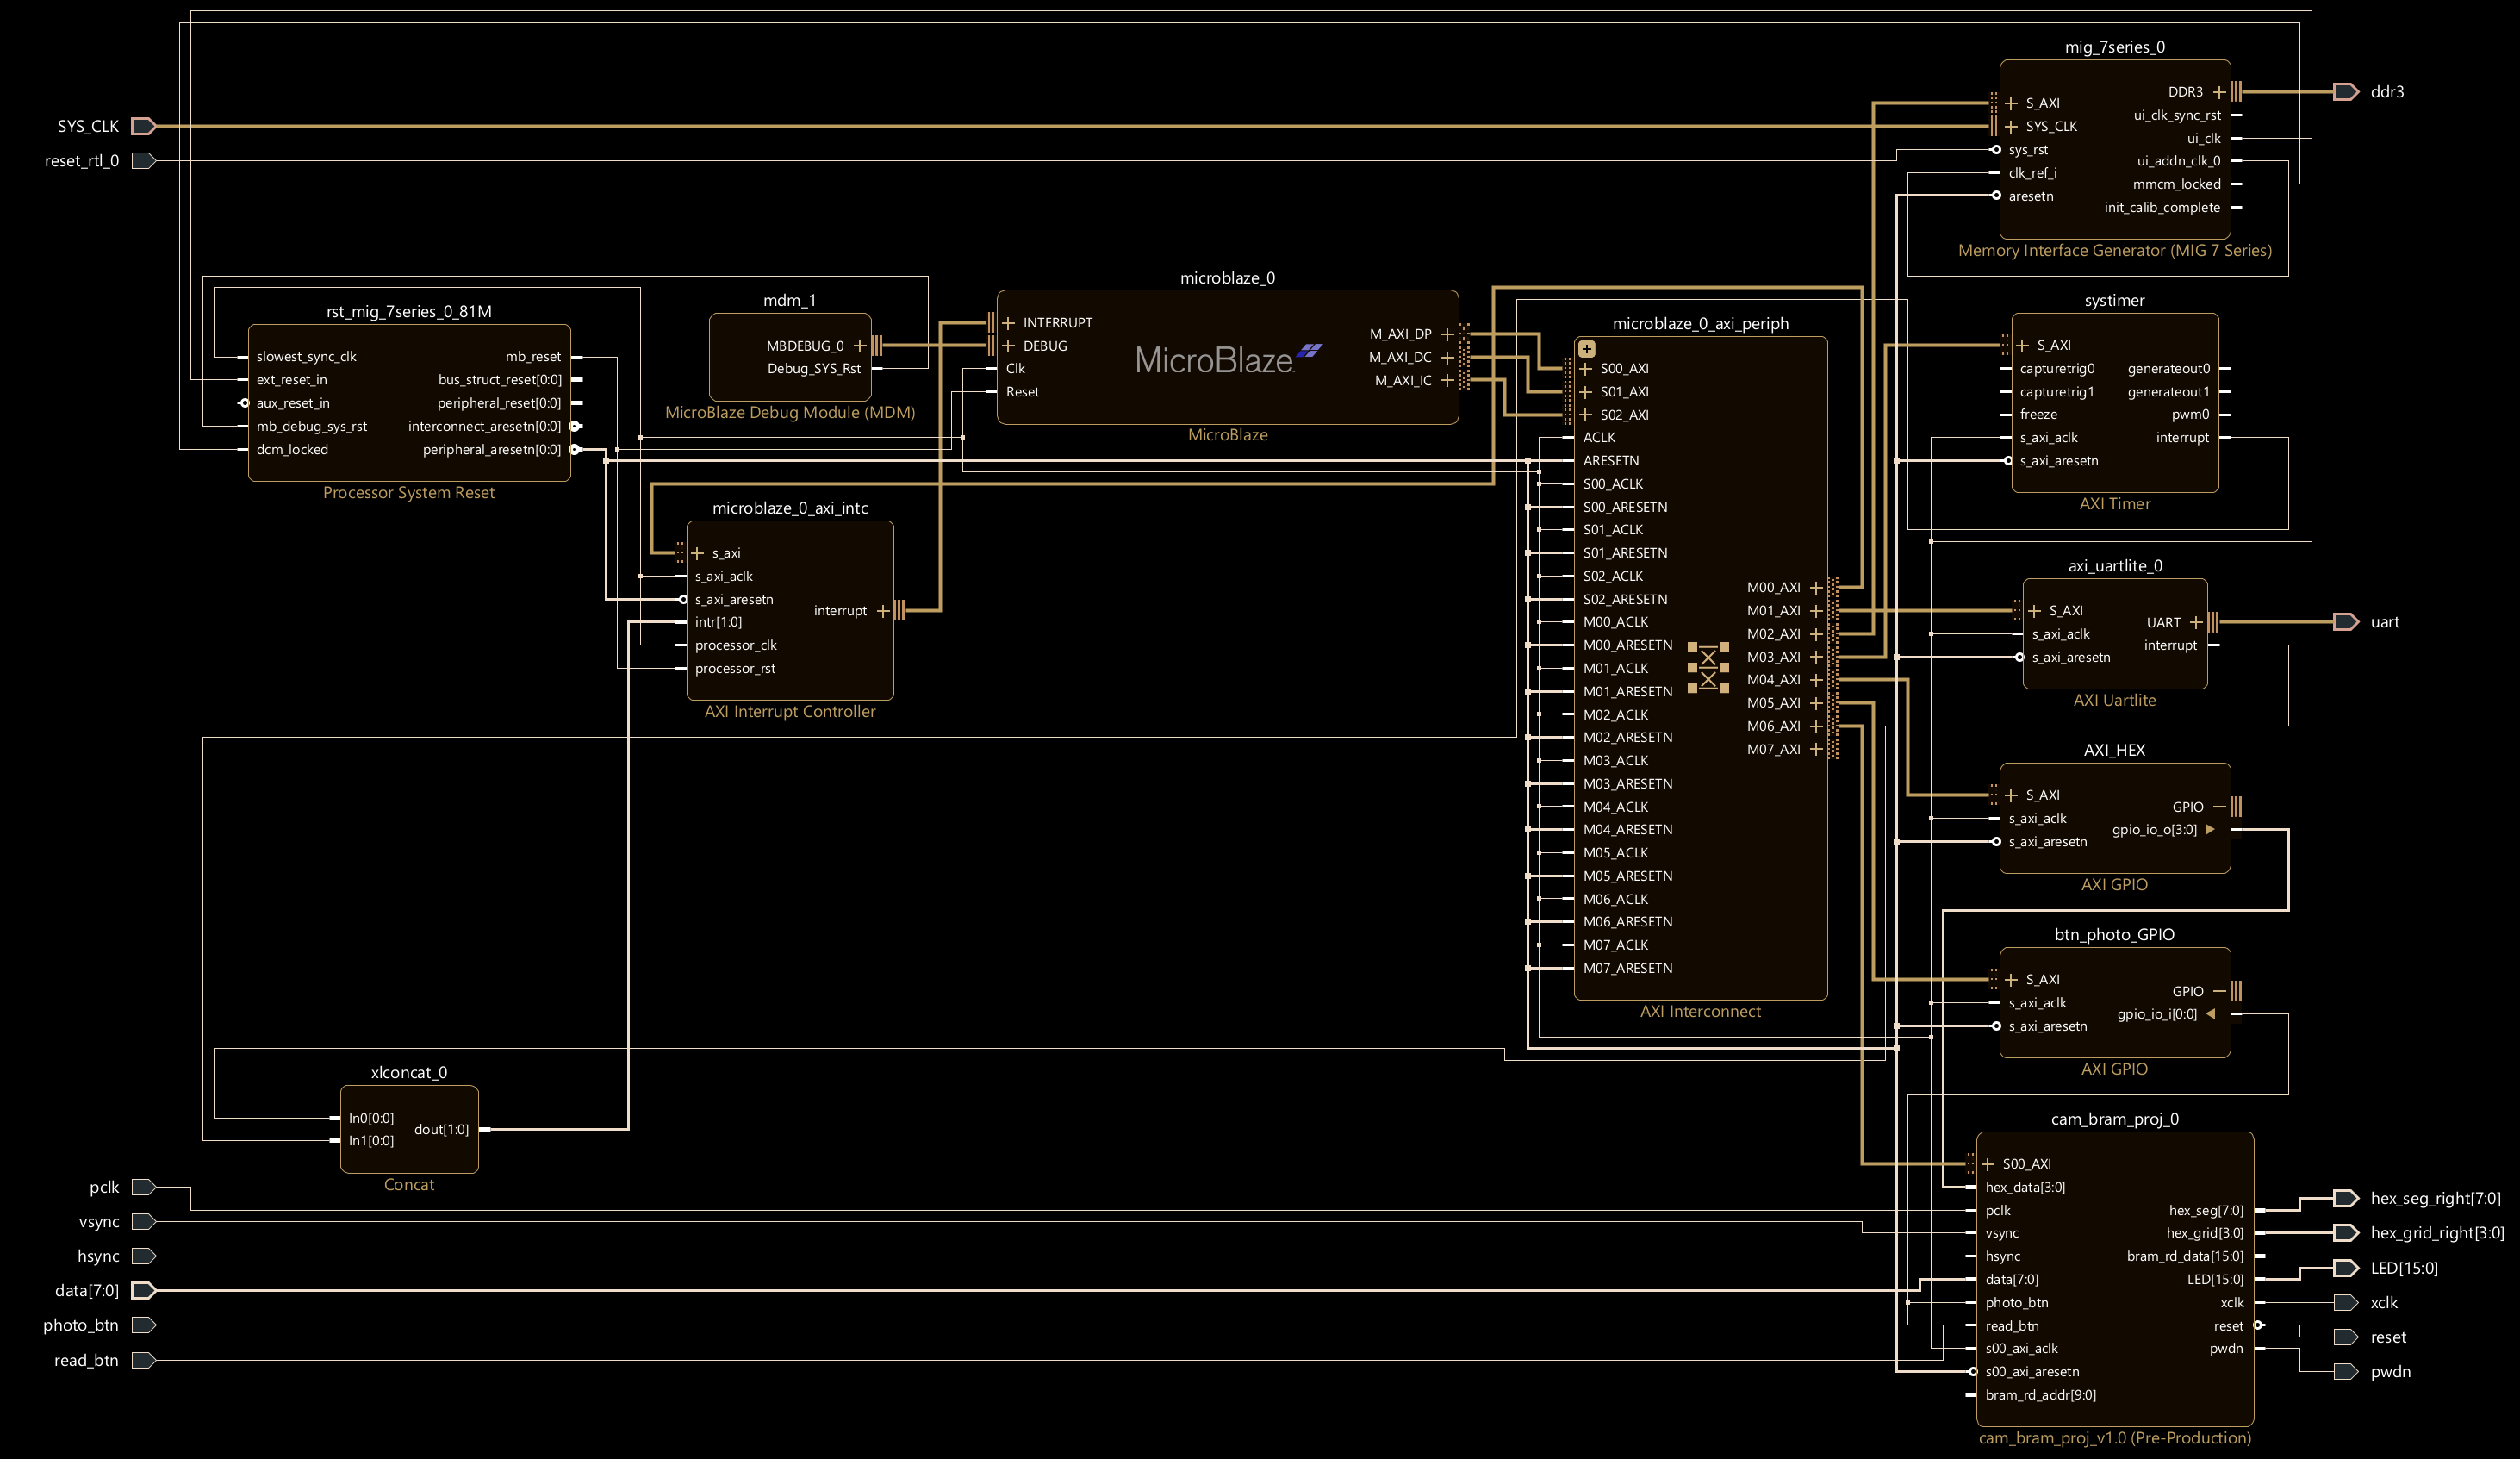 SYS_CLK
reset_rtl_0
mig_7series_0
S_AXI
SYS_CLK
sys_rst
clk_ref_i
aresetn
DDR3
ui_clk_sync_rst
ui_clk
ui_addn_clk_0
mmcm_locked
init_calib_complete
Memory Interface Generator (MIG 7 Series)
ddr3
rst_mig_7series_0_81M
slowest_sync_clk
ext_reset_in
aux_reset_in
mb_debug_sys_rst
dcm_locked
mb_reset
bus_struct_reset[0:0]
peripheral_reset[0:0]
interconnect_aresetn[0:0]
peripheral_aresetn[0:0]
Processor System Reset
mdm_1
MBDEBUG_0
Debug_SYS_Rst
MicroBlaze Debug Module (MDM)
microblaze_0
INTERRUPT
DEBUG
Clk
Reset
MicroBlaze
M_AXI_DP
M_AXI_DC
M_AXI_IC
MicroBlaze
microblaze_0_axi_intc
s_axi
s_axi_aclk
s_axi_aresetn
intr[1:0]
processor_clk
processor_rst
interrupt
AXI Interrupt Controller
microblaze_0_axi_periph
S00_AXI
S01_AXI
S02_AXI
ACLK
ARESETN
S00_ACLK
S00_ARESETN
S01_ACLK
S01_ARESETN
S02_ACLK
S02_ARESETN
M00_ACLK
M00_ARESETN
M01_ACLK
M01_ARESETN
M02_ACLK
M02_ARESETN
M03_ACLK
M03_ARESETN
M04_ACLK
M04_ARESETN
M05_ACLK
M05_ARESETN
M06_ACLK
M06_ARESETN
M07_ACLK
M07_ARESETN
M00_AXI
M01_AXI
M02_AXI
M03_AXI
M04_AXI
M05_AXI
M06_AXI
M07_AXI
AXI Interconnect
systimer
S_AXI
capturetrig0
capturetrig1
freeze
s_axi_aclk
s_axi_aresetn
generateout0
generateout1
pwm0
interrupt
AXI Timer
axi_uartlite_0
S_AXI
s_axi_aclk
s_axi_aresetn
UART
interrupt
AXI Uartlite
uart
AXI_HEX
S_AXI
s_axi_aclk
s_axi_aresetn
GPIO
gpio_io_o[3:0]
AXI GPIO
btn_photo_GPIO
S_AXI
s_axi_aclk
s_axi_aresetn
GPIO
gpio_io_i[0:0]
AXI GPIO
xlconcat_0
In0[0:0]
In1[0:0]
dout[1:0]
Concat
pclk
vsync
hsync
data[7:0]
photo_btn
read_btn
cam_bram_proj_0
S00_AXI
hex_data[3:0]
pclk
vsync
hsync
data[7:0]
photo_btn
read_btn
s00_axi_aclk
s00_axi_aresetn
bram_rd_addr[9:0]
hex_seg[7:0]
hex_grid[3:0]
bram_rd_data[15:0]
LED[15:0]
xclk
reset
pwdn
cam_bram_proj_v1.0 (Pre-Production)
hex_seg_right[7:0]
hex_grid_right[3:0]
LED[15:0]
xclk
reset
pwdn